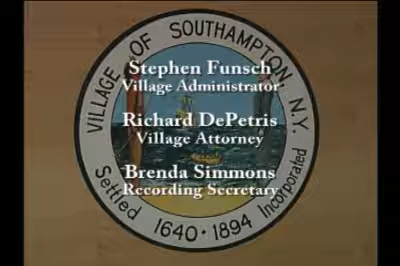 VILLAGE OF SOUTHAMPTON, N.Y.
Stephen Funsch
Village Administrator
Richard DePetris
Village Attorney
Brenda Simmons
Recording Secretary
Settled 1640 · 1894 Incorporated